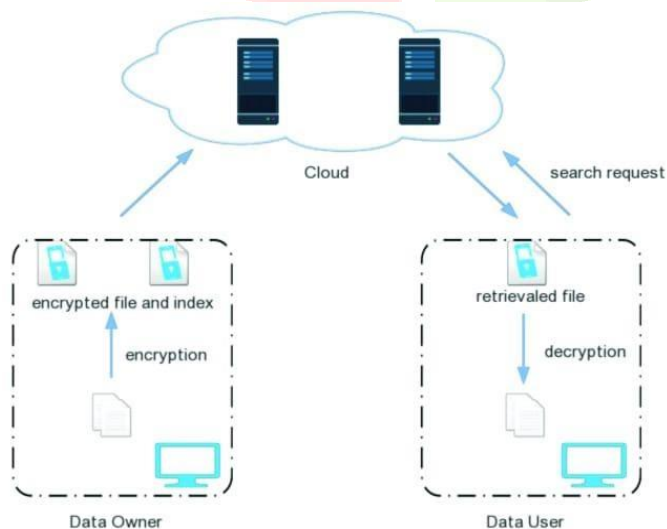 Cloud
search request
encrypted file and index
retrievaled file
encryption
decryption
Data Owner
Data User